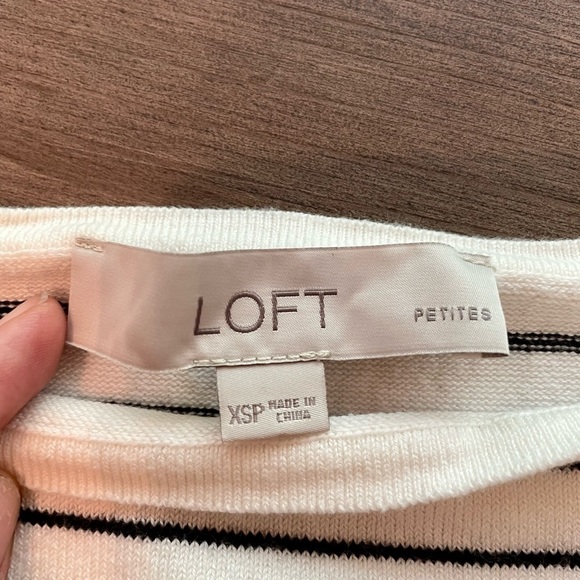 LOFT
PETITES
XSP MADE IN
CHINA